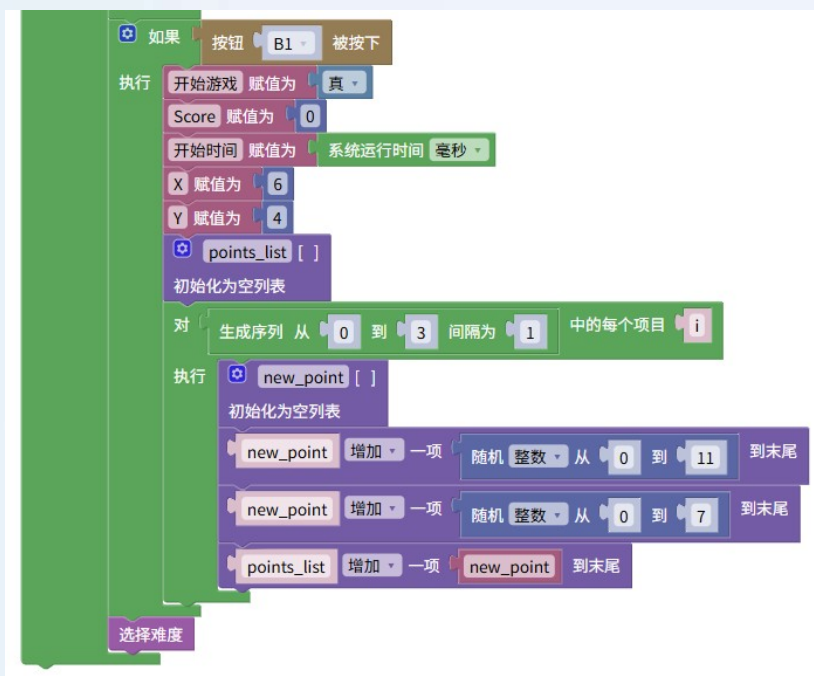 如果 按钮 B1 被按下
执行 开始游戏 赋值为 真
Score 赋值为 0
开始时间 赋值为 系统运行时间 毫秒
X 赋值为 6
Y 赋值为 4
points_list [ ]
初始化为空列表
对 生成序列 从 0 到 3 间隔为 1 中的每个项目 i
执行 new_point [ ]
初始化为空列表
new_point 增加 一项 随机 整数 从 0 到 11 到末尾
new_point 增加 一项 随机 整数 从 0 到 7 到末尾
points_list 增加 一项 new_point 到末尾
选择难度